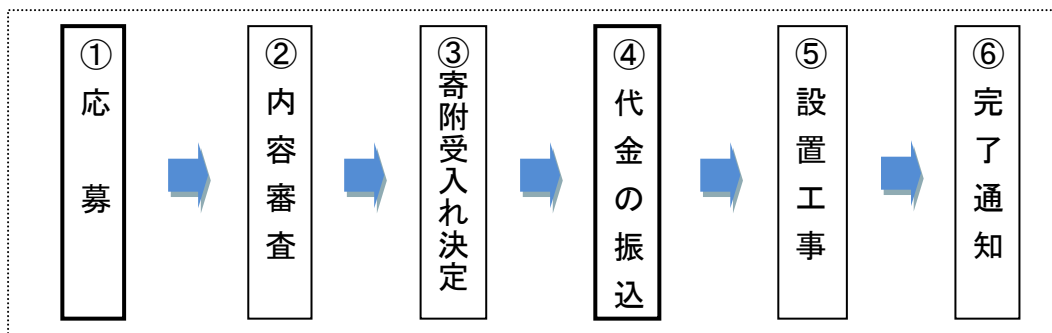 ①応募
②内容審査
③寄附受入れ決定
④代金の振込
⑤設置工事
⑥完了通知